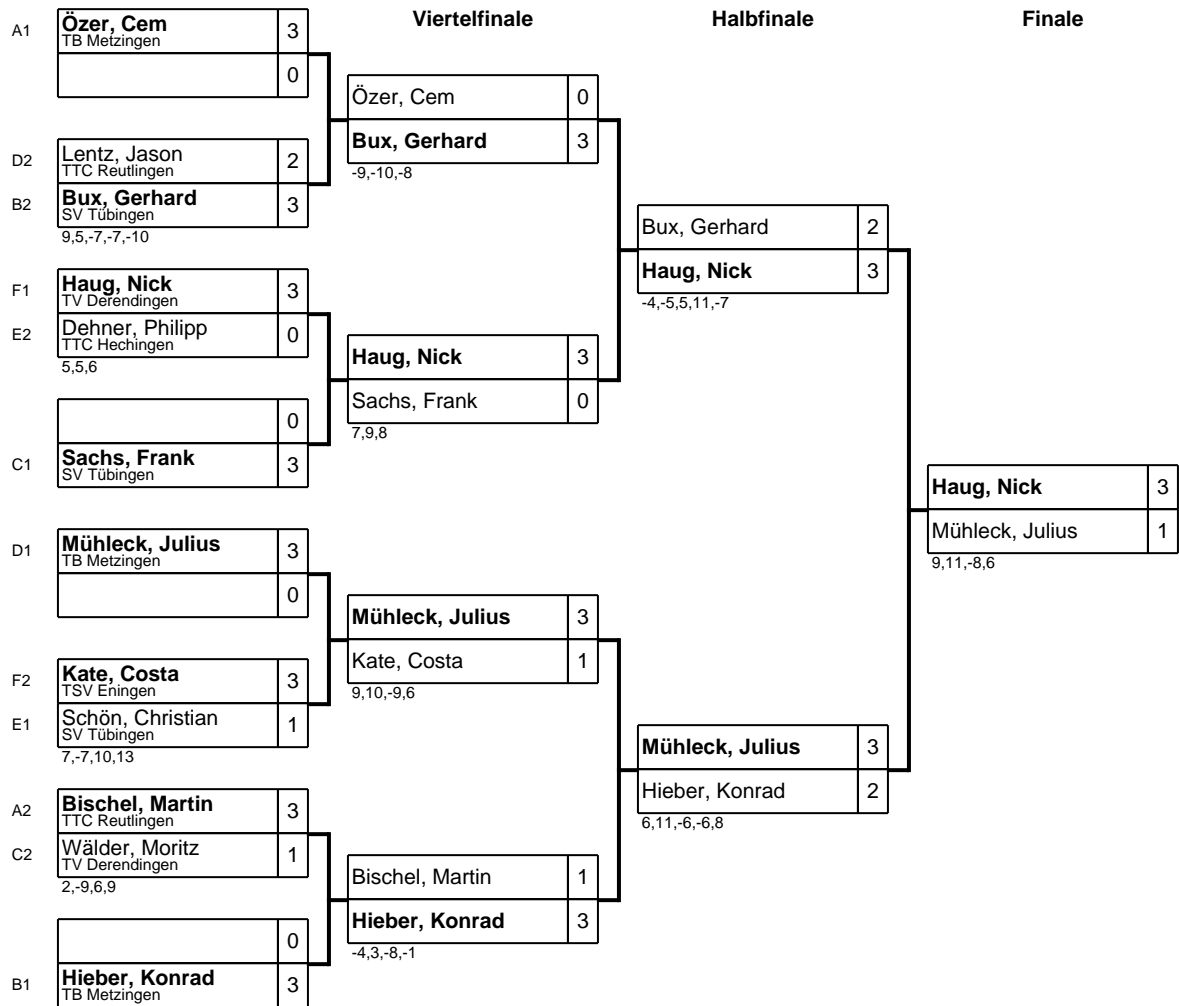 Viertelfinale
Halbfinale
Finale
A1
Özer, Cem
TB Metzingen
3
0
D2
Lentz, Jason
TTC Reutlingen
2
B2
Bux, Gerhard
SV Tübingen
3
9,5,-7,-7,-10
F1
Haug, Nick
TV Derendingen
3
E2
Dehner, Philipp
TTC Hechingen
0
5,5,6
0
C1
Sachs, Frank
SV Tübingen
3
D1
Mühleck, Julius
TB Metzingen
3
0
F2
Kate, Costa
TSV Eningen
3
E1
Schön, Christian
SV Tübingen
1
7,-7,10,13
A2
Bischel, Martin
TTC Reutlingen
3
C2
Wälder, Moritz
TV Derendingen
1
2,-9,6,9
0
B1
Hieber, Konrad
TB Metzingen
3
Özer, Cem 0
Bux, Gerhard 3
-9,-10,-8
Haug, Nick 3
Sachs, Frank 0
7,9,8
Mühleck, Julius 3
Kate, Costa 1
9,10,-9,6
Bischel, Martin 1
Hieber, Konrad 3
-4,3,-8,-1
Bux, Gerhard 2
Haug, Nick 3
-4,-5,5,11,-7
Mühleck, Julius 3
Hieber, Konrad 2
6,11,-6,-6,8
Haug, Nick 3
Mühleck, Julius 1
9,11,-8,6